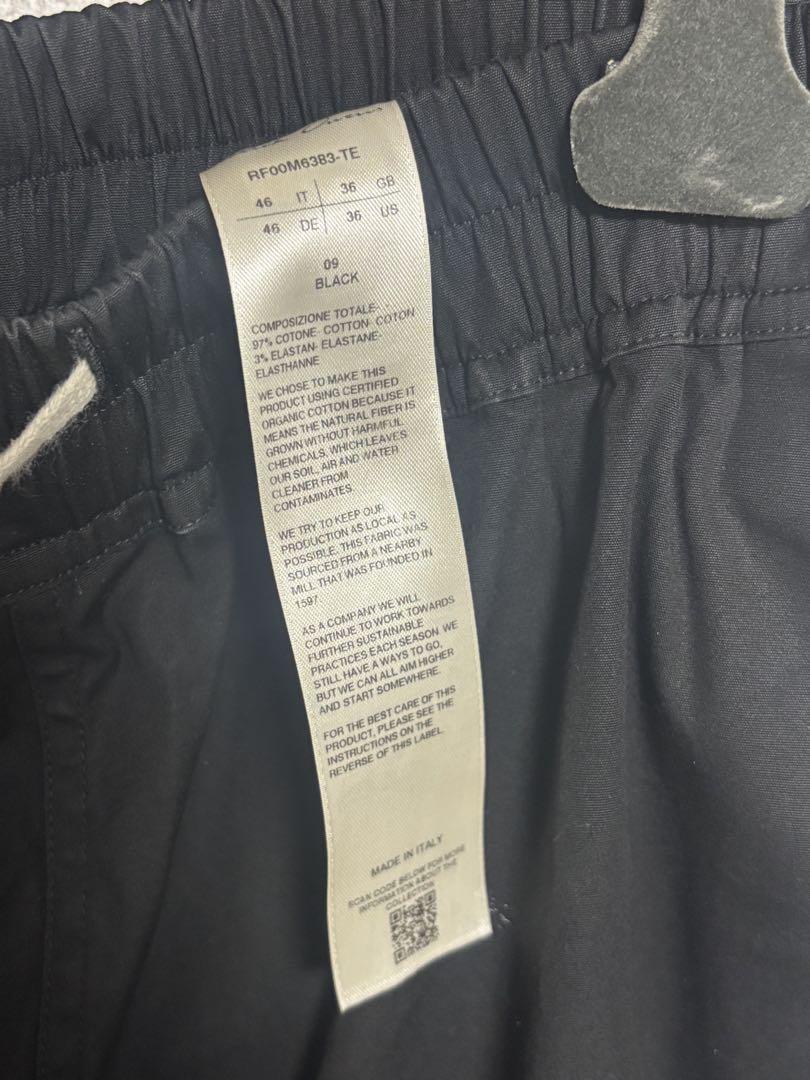 Owens
RF00M6383-TE
46 IT 36 GB
46 DE 36 US
09
BLACK
COMPOSIZIONE TOTALE-
97% COTONE- COTTON- COTON
3% ELASTAN- ELASTANE-
ELASTHANNE
WE CHOSE TO MAKE THIS
PRODUCT USING CERTIFIED
ORGANIC COTTON BECAUSE IT
MEANS THE NATURAL FIBER IS
GROWN WITHOUT HARMFUL
CHEMICALS, WHICH LEAVES
OUR SOIL, AIR AND WATER
CLEANER FROM
CONTAMINATES.
WE TRY TO KEEP OUR
PRODUCTION AS LOCAL AS
POSSIBLE. THIS FABRIC WAS
SOURCED FROM A NEARBY
MILL THAT WAS FOUNDED IN
1597.
AS A COMPANY WE WILL
CONTINUE TO WORK TOWARDS
FURTHER SUSTAINABLE
PRACTICES EACH SEASON. WE
STILL HAVE A WAYS TO GO,
BUT WE CAN ALL AIM HIGHER
AND START SOMEWHERE.
FOR THE BEST CARE OF THIS
PRODUCT, PLEASE SEE THE
INSTRUCTIONS ON THE
REVERSE OF THIS LABEL.
MADE IN ITALY
SCAN CODE BELOW FOR MORE
INFORMATION ABOUT THE
COLLECTION